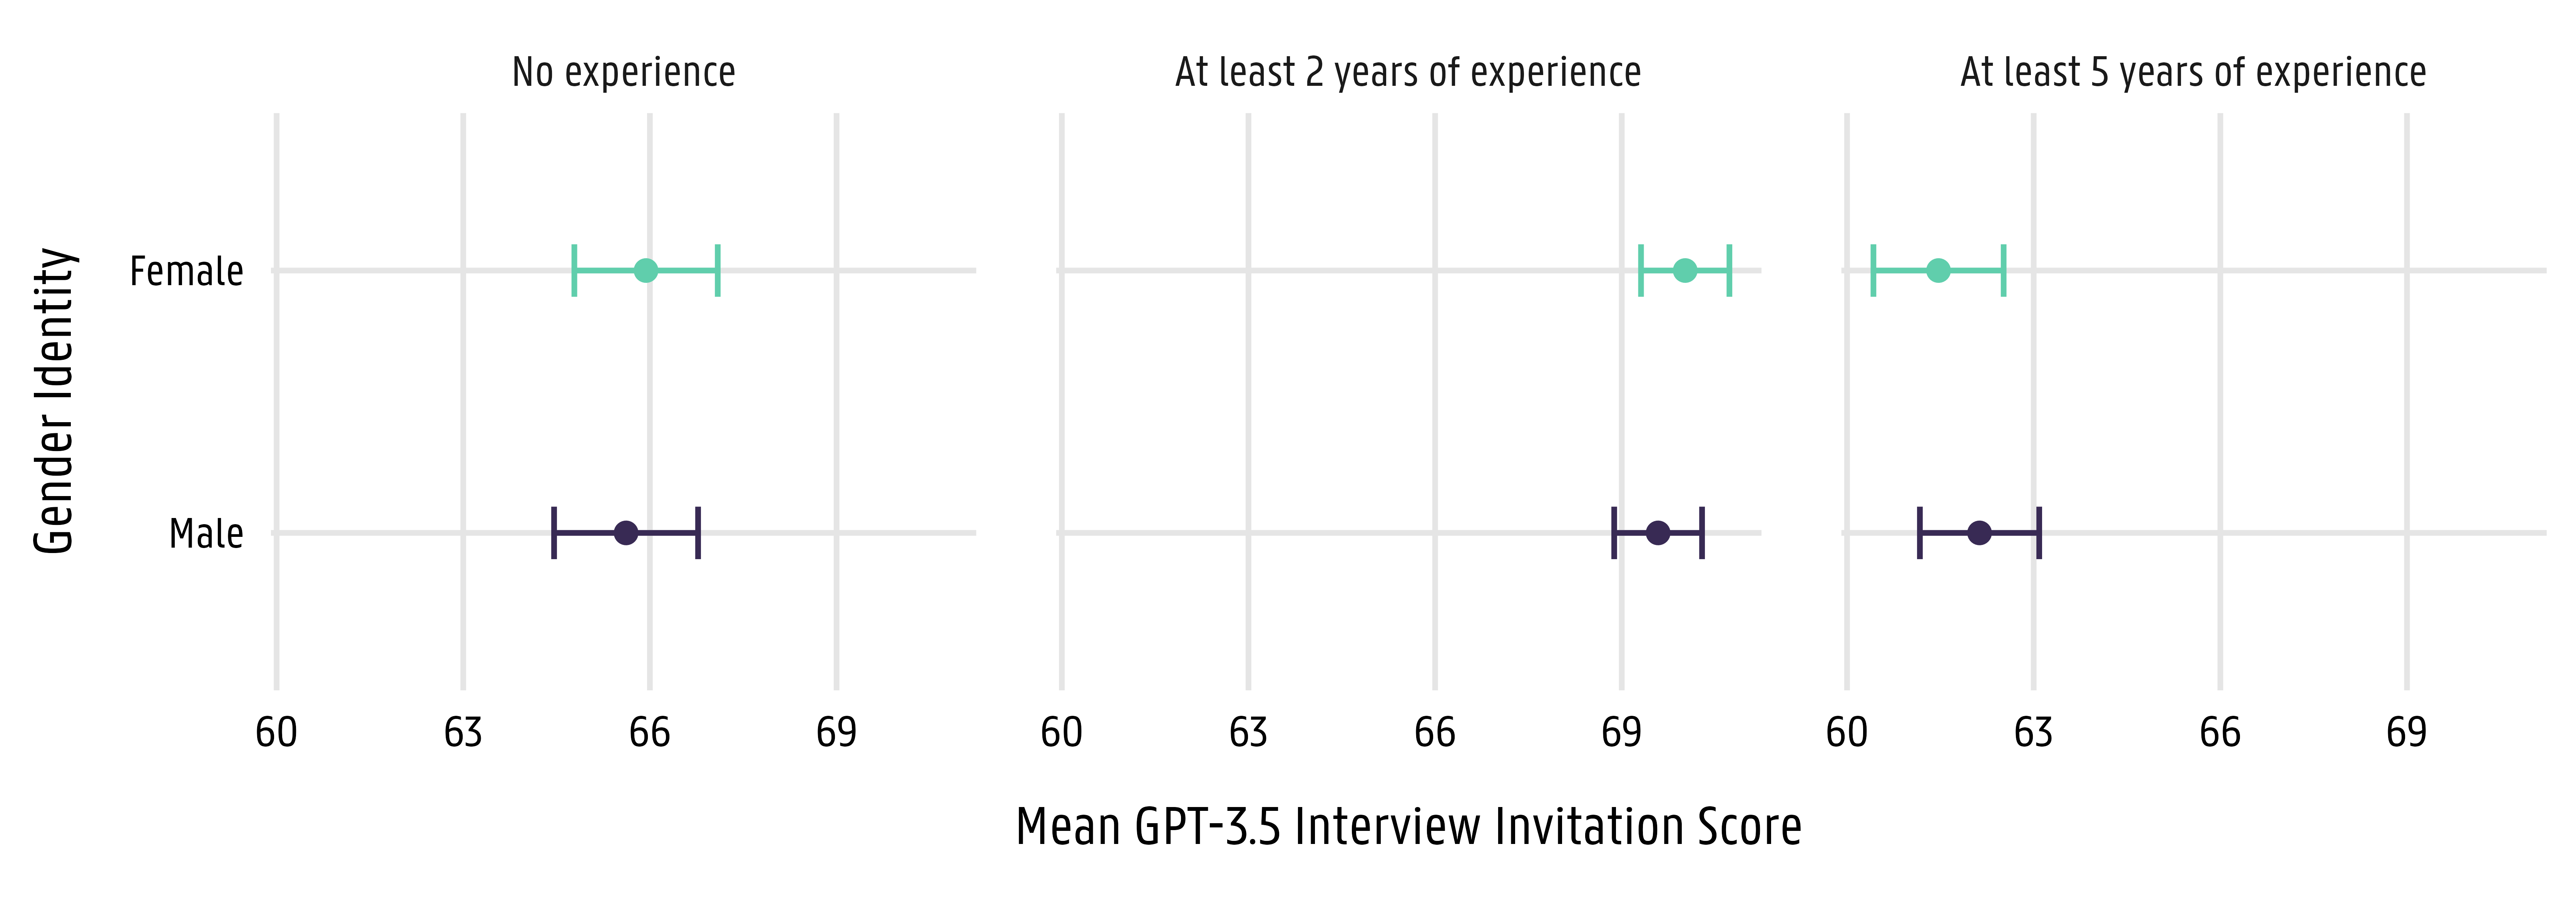 No experience
At least 2 years of experience
At least 5 years of experience
Gender Identity
Female
Male
60 63 66 69
60 63 66 69
60 63 66 69
Mean GPT-3.5 Interview Invitation Score